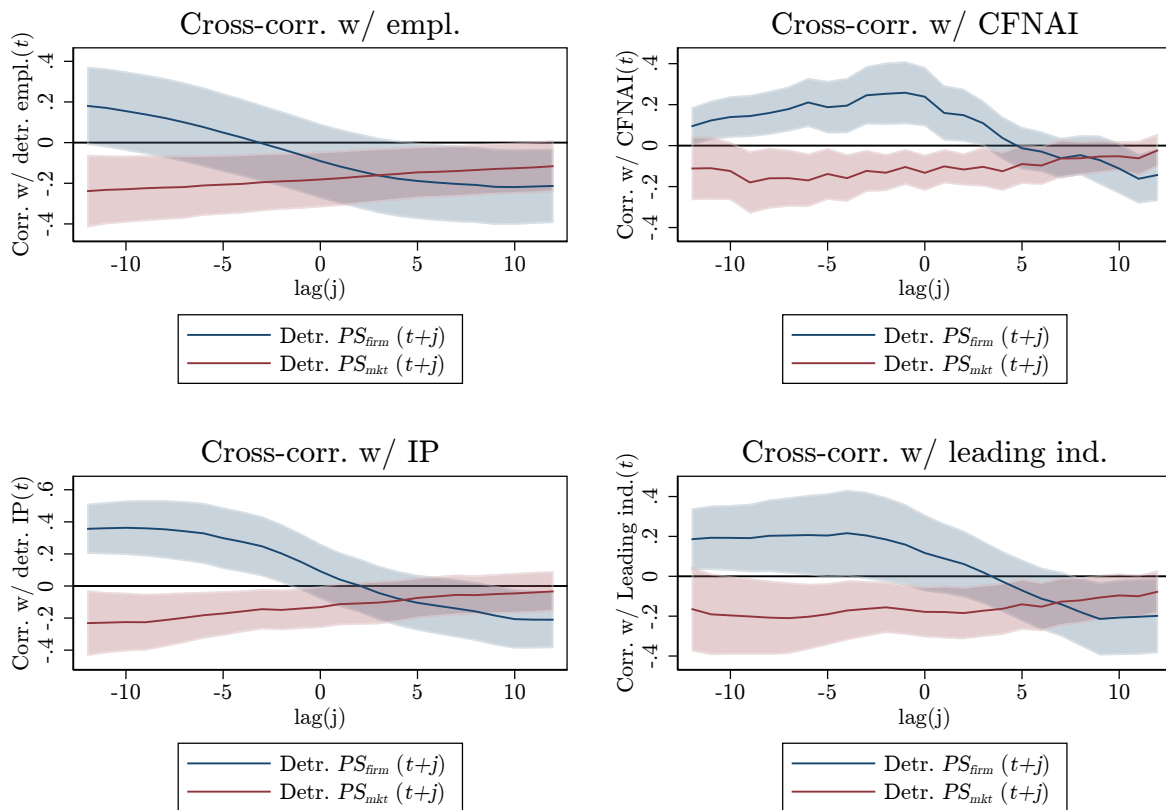 Cross-corr. w/ empl.
Corr. w/ detr. empl.(t)
.4
.2
0
-.2
-.4
-10
-5
0
5
10
lag(j)
Detr. PS_firm (t+j)
Detr. PS_mkt (t+j)
Cross-corr. w/ CFNAI
Corr. w/ CFNAI(t)
.4
.2
0
-.2
-.4
-10
-5
0
5
10
lag(j)
Detr. PS_firm (t+j)
Detr. PS_mkt (t+j)
Cross-corr. w/ IP
Corr. w/ detr. IP(t)
.6
.4
.2
0
-.2
-.4
-10
-5
0
5
10
lag(j)
Detr. PS_firm (t+j)
Detr. PS_mkt (t+j)
Cross-corr. w/ leading ind.
Corr. w/ Leading ind.(t)
.4
.2
0
-.2
-.4
-10
-5
0
5
10
lag(j)
Detr. PS_firm (t+j)
Detr. PS_mkt (t+j)